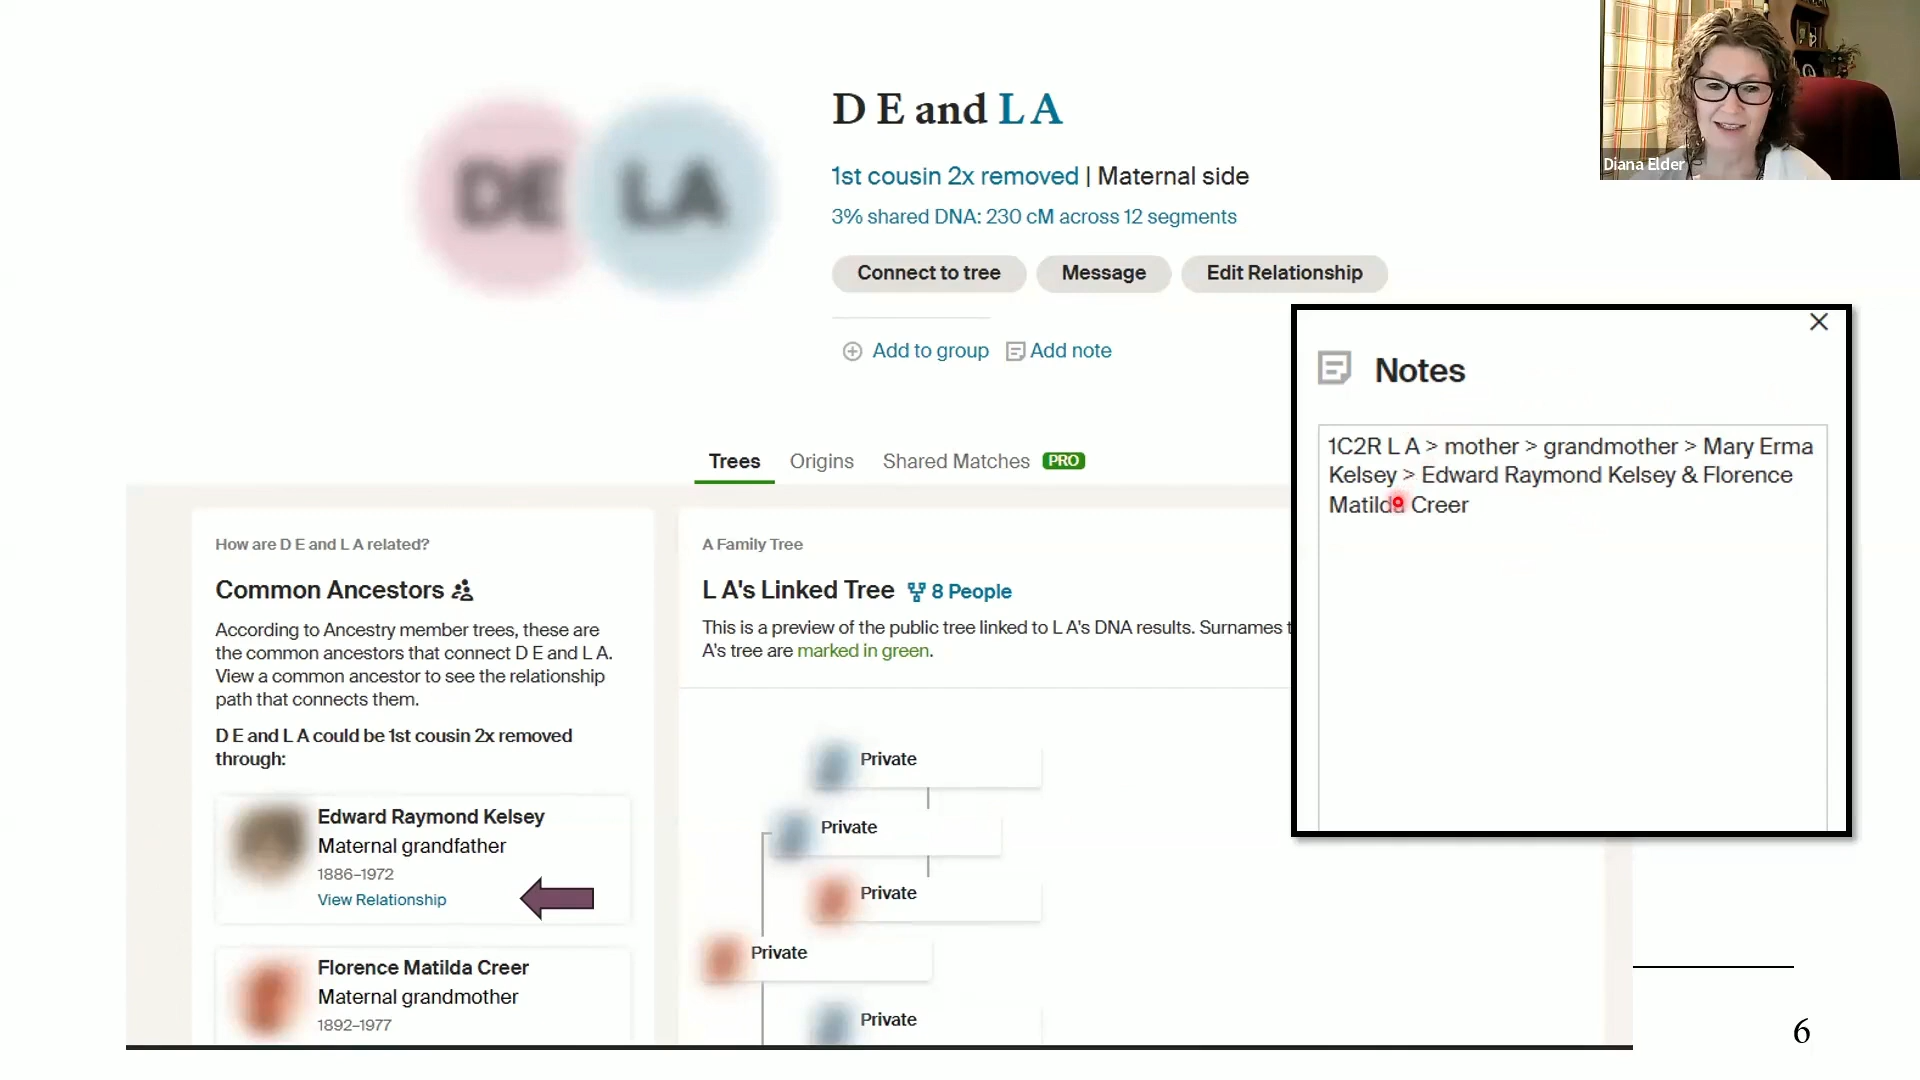 DE
LA
D E and L A
1st cousin 2x removed | Maternal side
3% shared DNA: 230 cM across 12 segments
Connect to tree
Message
Edit Relationship
Add to group
Add note
Diana Elder
Trees
Origins
Shared Matches
PRO
How are D E and L A related?
Common Ancestors
According to Ancestry member trees, these are
the common ancestors that connect D E and L A.
View a common ancestor to see the relationship
path that connects them.
D E and L A could be 1st cousin 2x removed
through:
Edward Raymond Kelsey
Maternal grandfather
1886–1972
View Relationship
Florence Matilda Creer
Maternal grandmother
1892–1977
A Family Tree
L A's Linked Tree
8 People
This is a preview of the public tree linked to L A's DNA results. Surnames t
A's tree are marked in green.
Private
Private
Private
Private
Private
Notes
1C2R L A > mother > grandmother > Mary Erma
Kelsey > Edward Raymond Kelsey & Florence
Matilda Creer
6